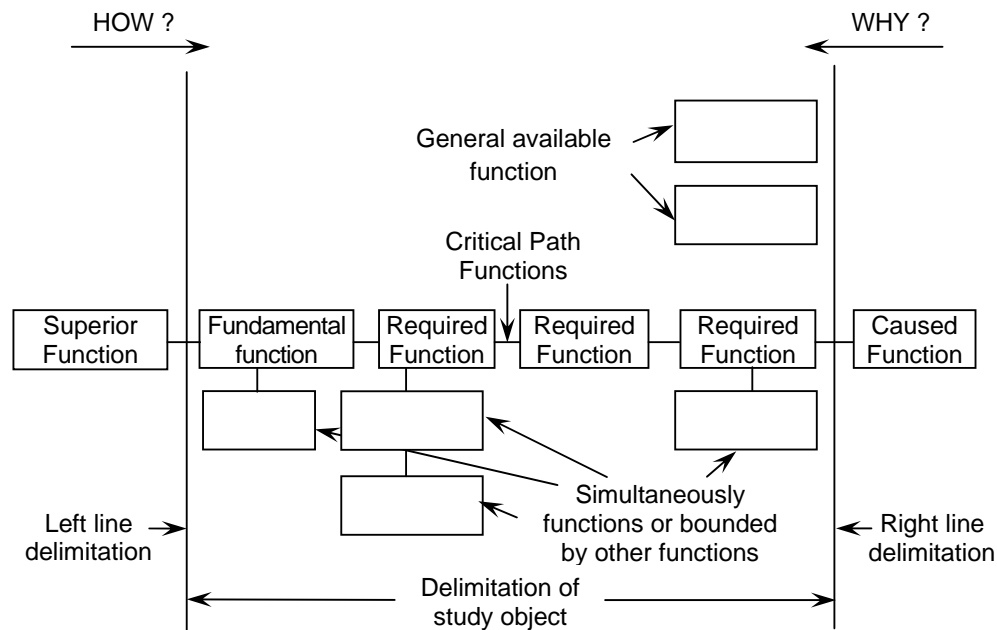 HOW ?
WHY ?
General available
function
Critical Path
Functions
Superior
Function
Fundamental
function
Required
Function
Required
Function
Required
Function
Caused
Function
Simultaneously
functions or bounded
by other functions
Left line
delimitation
Right line
delimitation
Delimitation of
study object